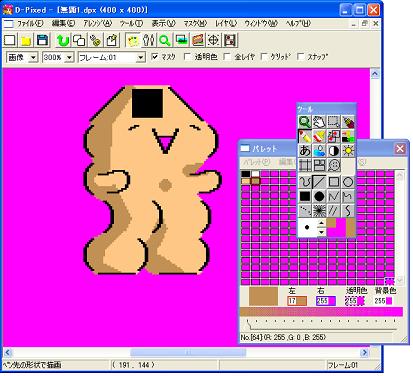 D-Pixed - [無題1.dpx (400 x 400)]
ファイル(F) 編集(E) アレンジ(A) ツール(T) 表示(V) マスク(M) レイヤ(L) ウィンドウ(W) ヘルプ(H)
画像 300% フレーム:01 マスク 透明色 全レイヤ グリッド スナップ
ツール
パレット
パレット(P) 編集
あ
左 右 透明色 背景色
17 255 255 255
No.[64](R: 255,G: 0,B: 255)
ペン先の形状で描画 ( 191 , 144 ) フレーム:01